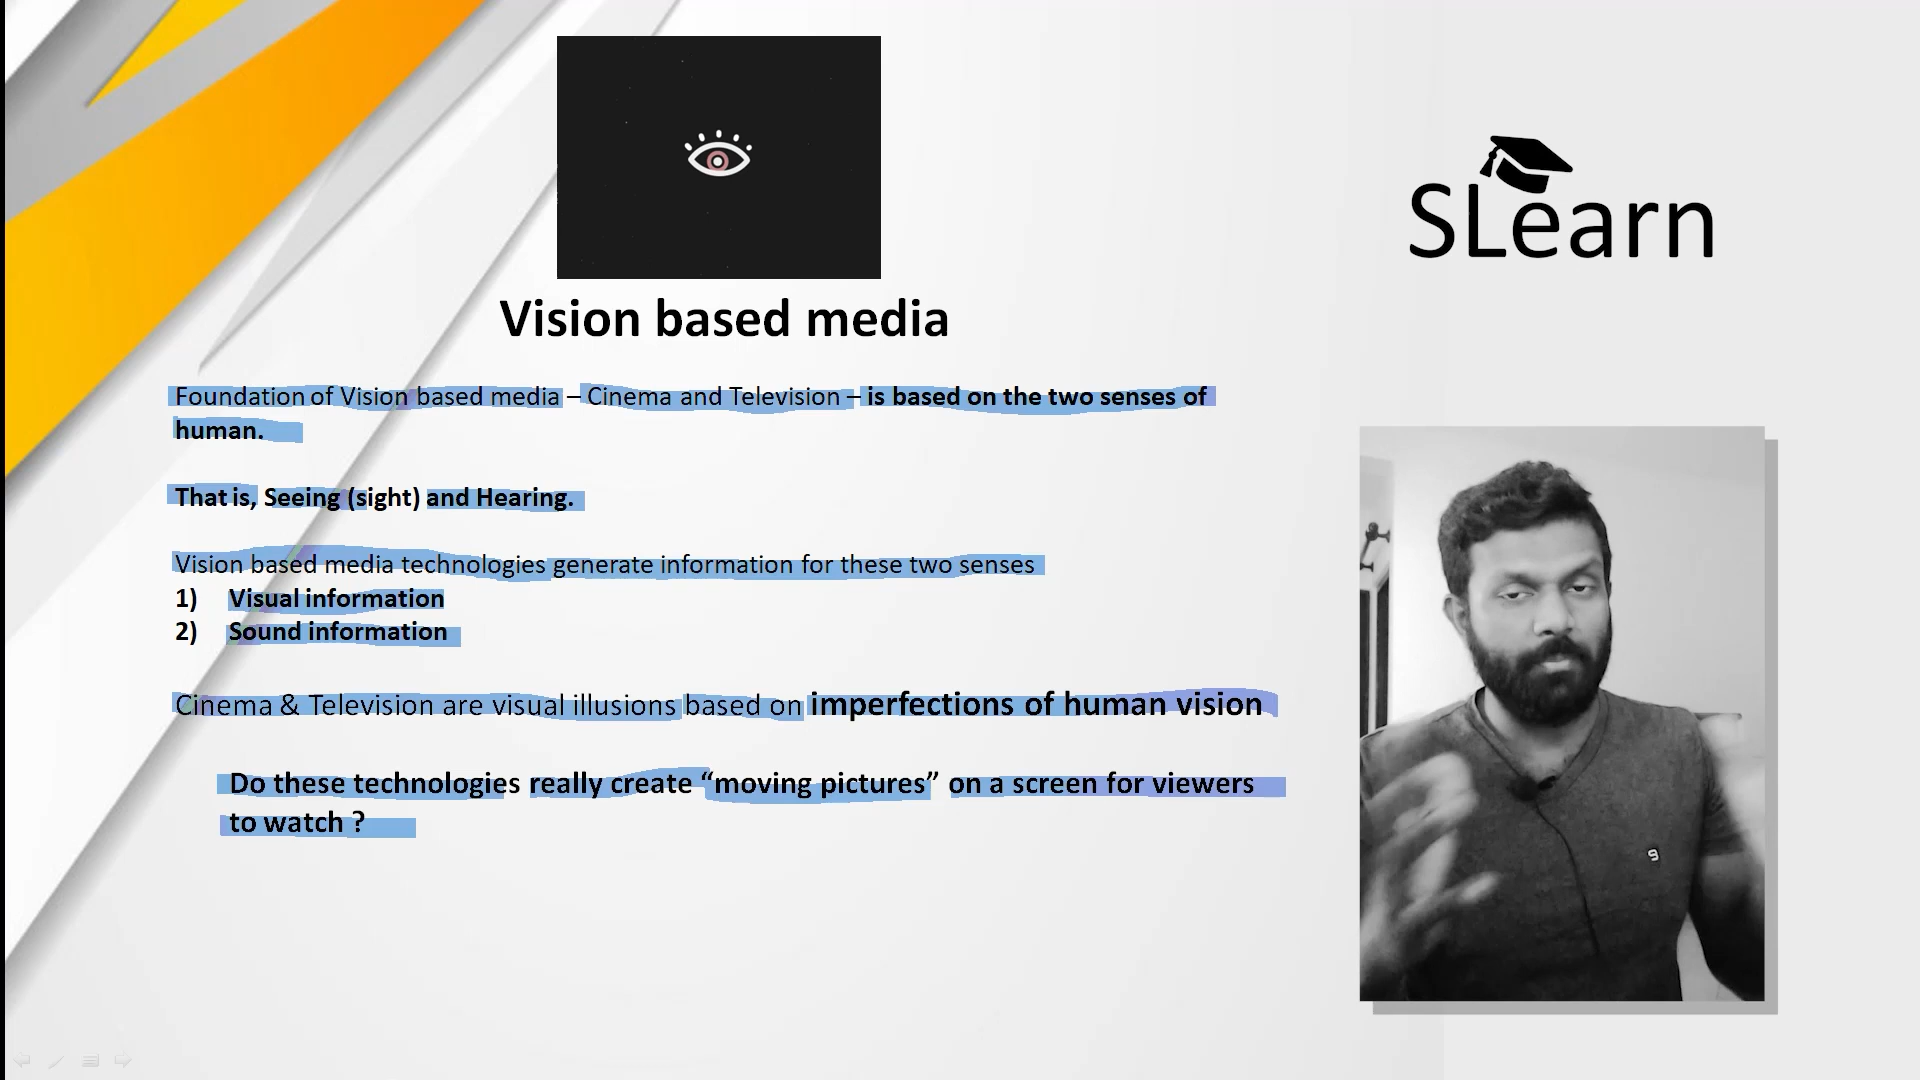 SLearn
Vision based media
Foundation of Vision based media – Cinema and Television – is based on the two senses of
human.
That is, Seeing (sight) and Hearing.
Vision based media technologies generate information for these two senses
1) Visual information
2) Sound information
Cinema & Television are visual illusions based on imperfections of human vision
Do these technologies really create “moving pictures” on a screen for viewers
to watch ?